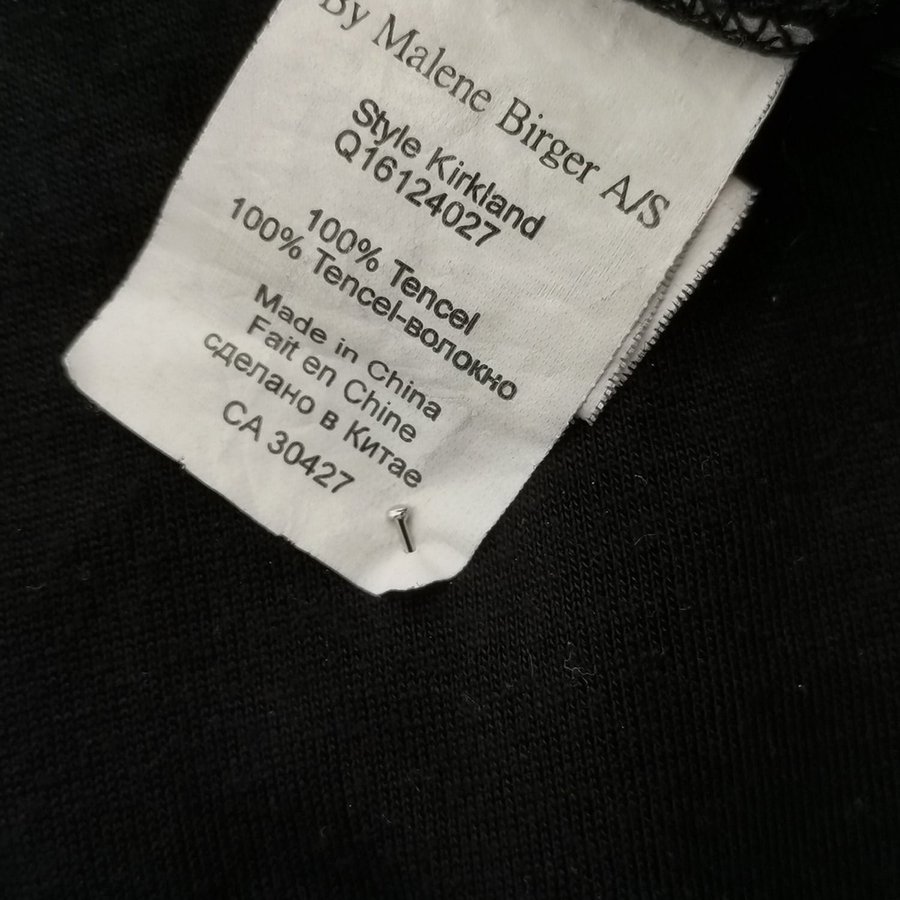 By Malene Birger A/S
Style Kirkland
Q16124027
100% Tencel
100% Tencel-волокно
Made in China
Fait en Chine
сделано в Китае
CA 30427